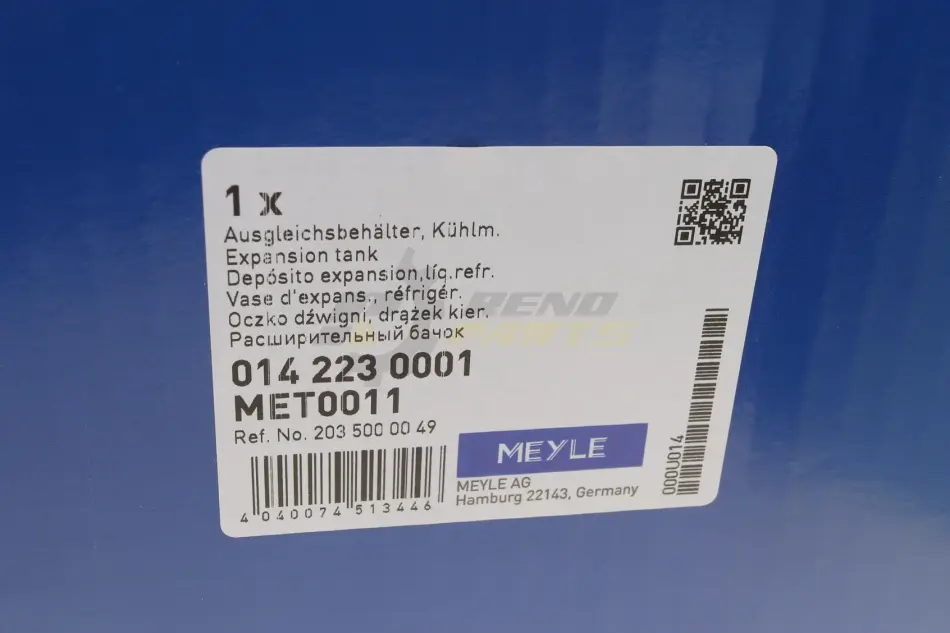 1 x
Ausgleichsbehälter, Kühlm.
Expansion tank
Depósito expansion,líq.refr.
Vase d'expans., réfrigér.
Oczko dźwigni, drążek kier.
Расширительный бачок
014 223 0001
MET0011
Ref. No. 203 500 00 49
4 040074 513446
MEYLE
MEYLE AG
Hamburg 22143, Germany
000U014
RENO
PARTS